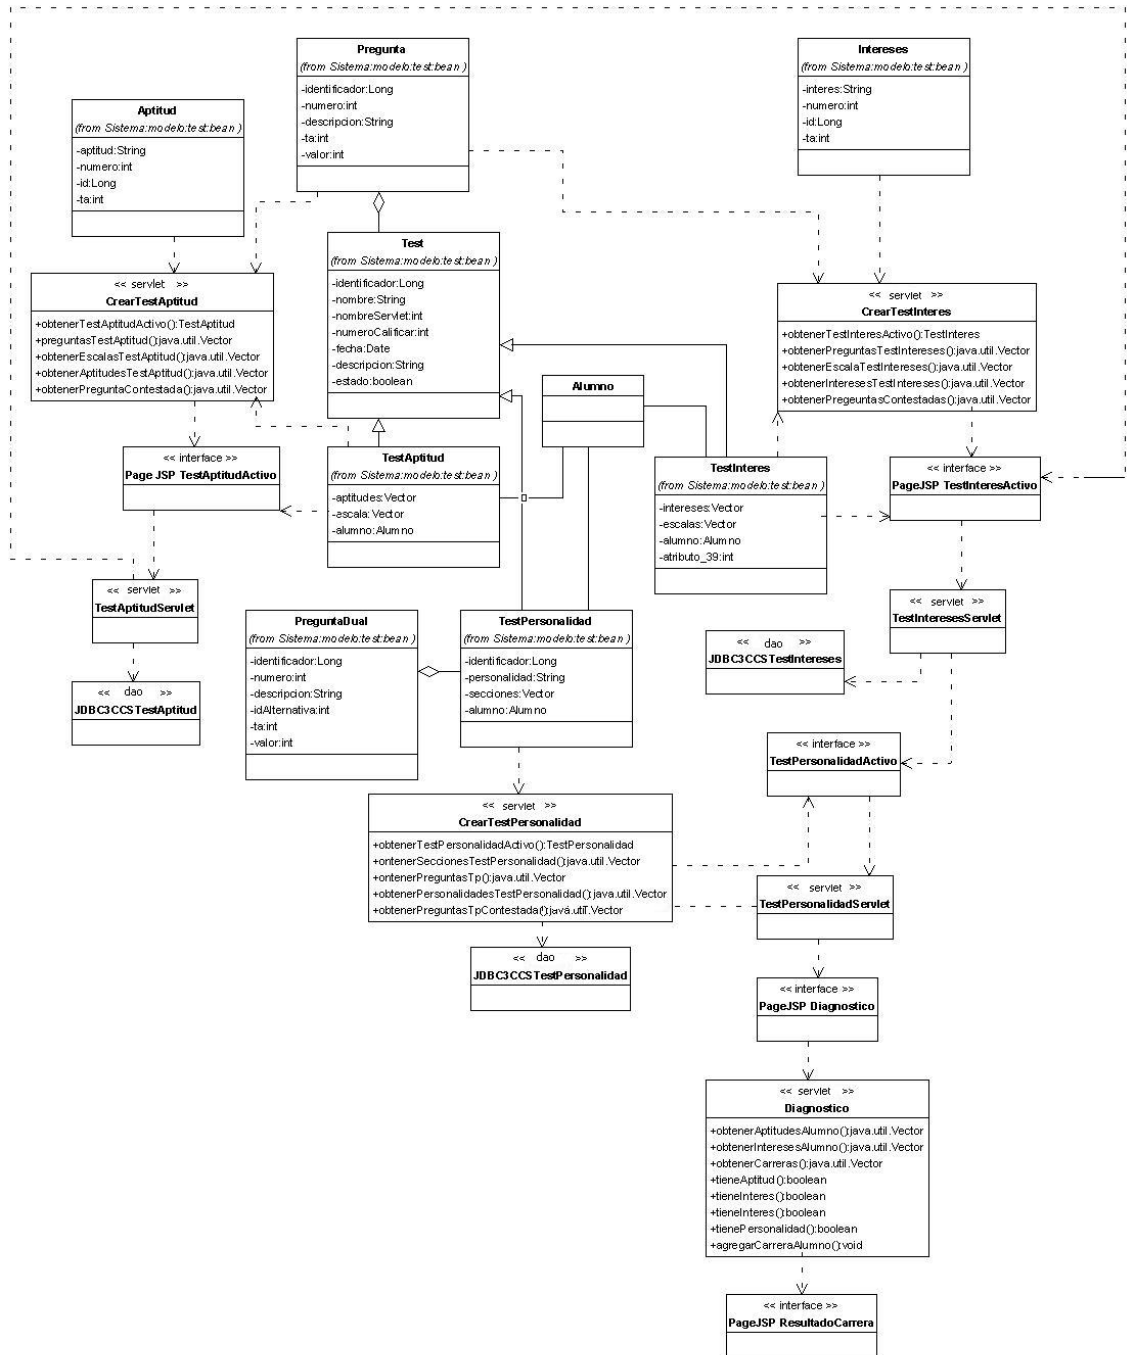 Pregunta
(from Sistema:modelo:test:bean )
-identificador:Long
-numero:int
-descripcion:String
-ta:int
-valor:int
Intereses
(from Sistema:modelo:test:bean )
-interes:String
-numero:int
-id:Long
-ta:int
Aptitud
(from Sistema:modelo:test:bean )
-aptitud:String
-numero:int
-id:Long
-ta:int
Test
(from Sistema:modelo:test:bean )
-identificador:Long
-nombre:String
-nombreServlet:int
-numeroCalificar:int
-fecha:Date
-descripcion:String
-estado:boolean
<< servlet >>
CrearTestAptitud
+obtenerTestAptitudActivo():TestAptitud
+preguntasTestAptitud():java.util.Vector
+obtenerEscalasTestAptitud():java.util.Vector
+obtenerAptitudesTestAptitud():java.util.Vector
+obtenerPreguntaContestada():java.util.Vector
<< servlet >>
CrearTestInteres
+obtenerTestInteresActivo():TestInteres
+obtenerPreguntasTestIntereses():java.util.Vector
+obtenerEscalaTestIntereses():java.util.Vector
+obtenerInteresesTestIntereses():java.util.Vector
+obtenerPregeuntasContestadas():java.util.Vector
Alumno
<< interface >>
Page JSP TestAptitudActivo
TestAptitud
(from Sistema:modelo:test:bean )
-aptitudes:Vector
-escala:Vector
-alumno:Alumno
TestInteres
(from Sistema:modelo:test:bean )
-intereses:Vector
-escalas:Vector
-alumno:Alumno
-atributo_39:int
<< interface >>
PageJSP TestInteresActivo
<< servlet >>
TestAptitudServlet
<< dao >>
JDBC3CCSTestAptitud
PreguntaDual
(from Sistema:modelo:test:bean )
-identificador:Long
-numero:int
-descripcion:String
-idAlternativa:int
-ta:int
-valor:int
TestPersonalidad
(from Sistema:modelo:test:bean )
-identificador:Long
-personalidad:String
-secciones:Vector
-alumno:Alumno
<< dao >>
JDBC3CCSTestIntereses
<< servlet >>
TestInteresesServlet
<< interface >>
TestPersonalidadActivo
<< servlet >>
CrearTestPersonalidad
+obtenerTestPersonalidadActivo():TestPersonalidad
+ontenerSeccionesTestPersonalidad():java.util.Vector
+ontenerPreguntasTp():java.util.Vector
+obtenerPersonalidadesTestPersonalidad():java.util.Vector
+obtenerPreguntasTpContestada():java.util.Vector
<< servlet >>
TestPersonalidadServlet
<< dao >>
JDBC3CCSTestPersonalidad
<< interface >>
PageJSP Diagnostico
<< servlet >>
Diagnostico
+obtenerAptitudesAlumno():java.util.Vector
+obtenerInteresesAlumno():java.util.Vector
+obtenerCarreras():java.util.Vector
+tieneAptitud():boolean
+tieneInteres():boolean
+tieneInteres():boolean
+tienePersonalidad():boolean
+agregarCarreraAlumno():void
<< interface >>
PageJSP ResultadoCarrera